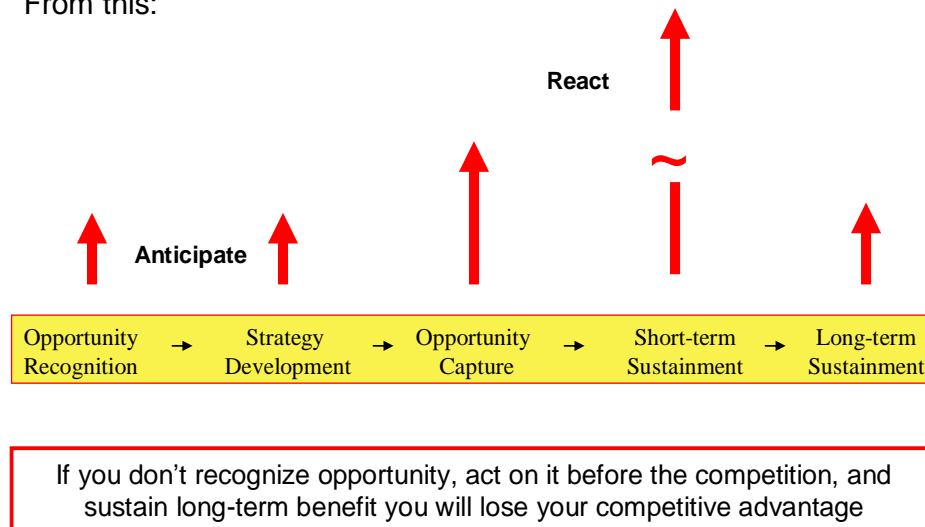 From this:
React
~
Anticipate
Opportunity Recognition → Strategy Development → Opportunity Capture → Short-term Sustainment → Long-term Sustainment
If you don’t recognize opportunity, act on it before the competition, and
sustain long-term benefit you will lose your competitive advantage